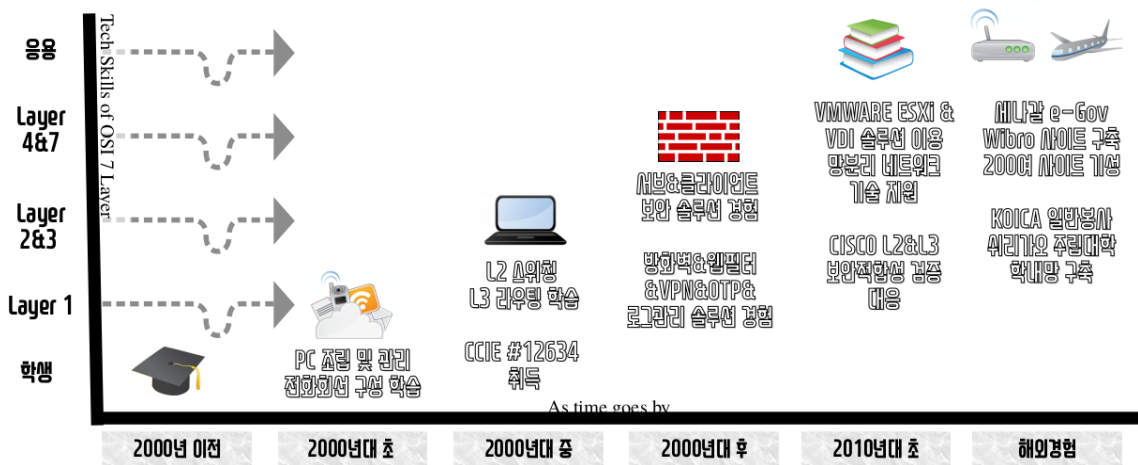 응용
Layer
4&7
Layer
2&3
Layer 1
학생
Tech Skills of OSI 7 Layer
PC 조립 및 관리
전화회선 구성 학습
L2 스위칭
L3 라우팅 학습
CCIE #12634
취득
서브&클라이언트
보안 솔루션 경험
방화벽&웹필터
&VPN&OTP&
로그관리 솔루션 경험
VMWARE ESXi &
VDI 솔루션 이용
망분리 네트워크
기술 지원
CISCO L2&L3
보안적합성 검증
대응
세나갈 e-Gov
Wibro 사이트 구축
2000여 사이트 기성
KOICA 일반봉사
쉬리가오 주립대학
학내망 구축
As time goes by
2000년 이전
2000년대 초
2000년대 중
2000년대 후
2010년대 초
해외경험